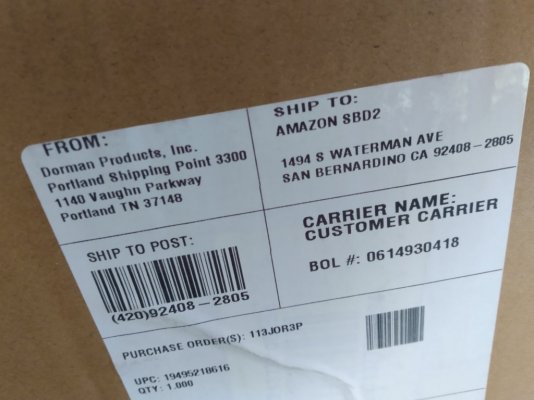 FROM:
Dorman Products, Inc.
Portland Shipping Point 3300
1140 Vaughn Parkway
Portland TN 37148
SHIP TO:
AMAZON SBD2
1494 S WATERMAN AVE
SAN BERNARDINO CA 92408-2805
SHIP TO POST:
(420)92408-2805
CARRIER NAME:
CUSTOMER CARRIER
BOL #: 0614930418
PURCHASE ORDER(S): 113JOR3P
UPC: 19495218616
QTY: 1.000